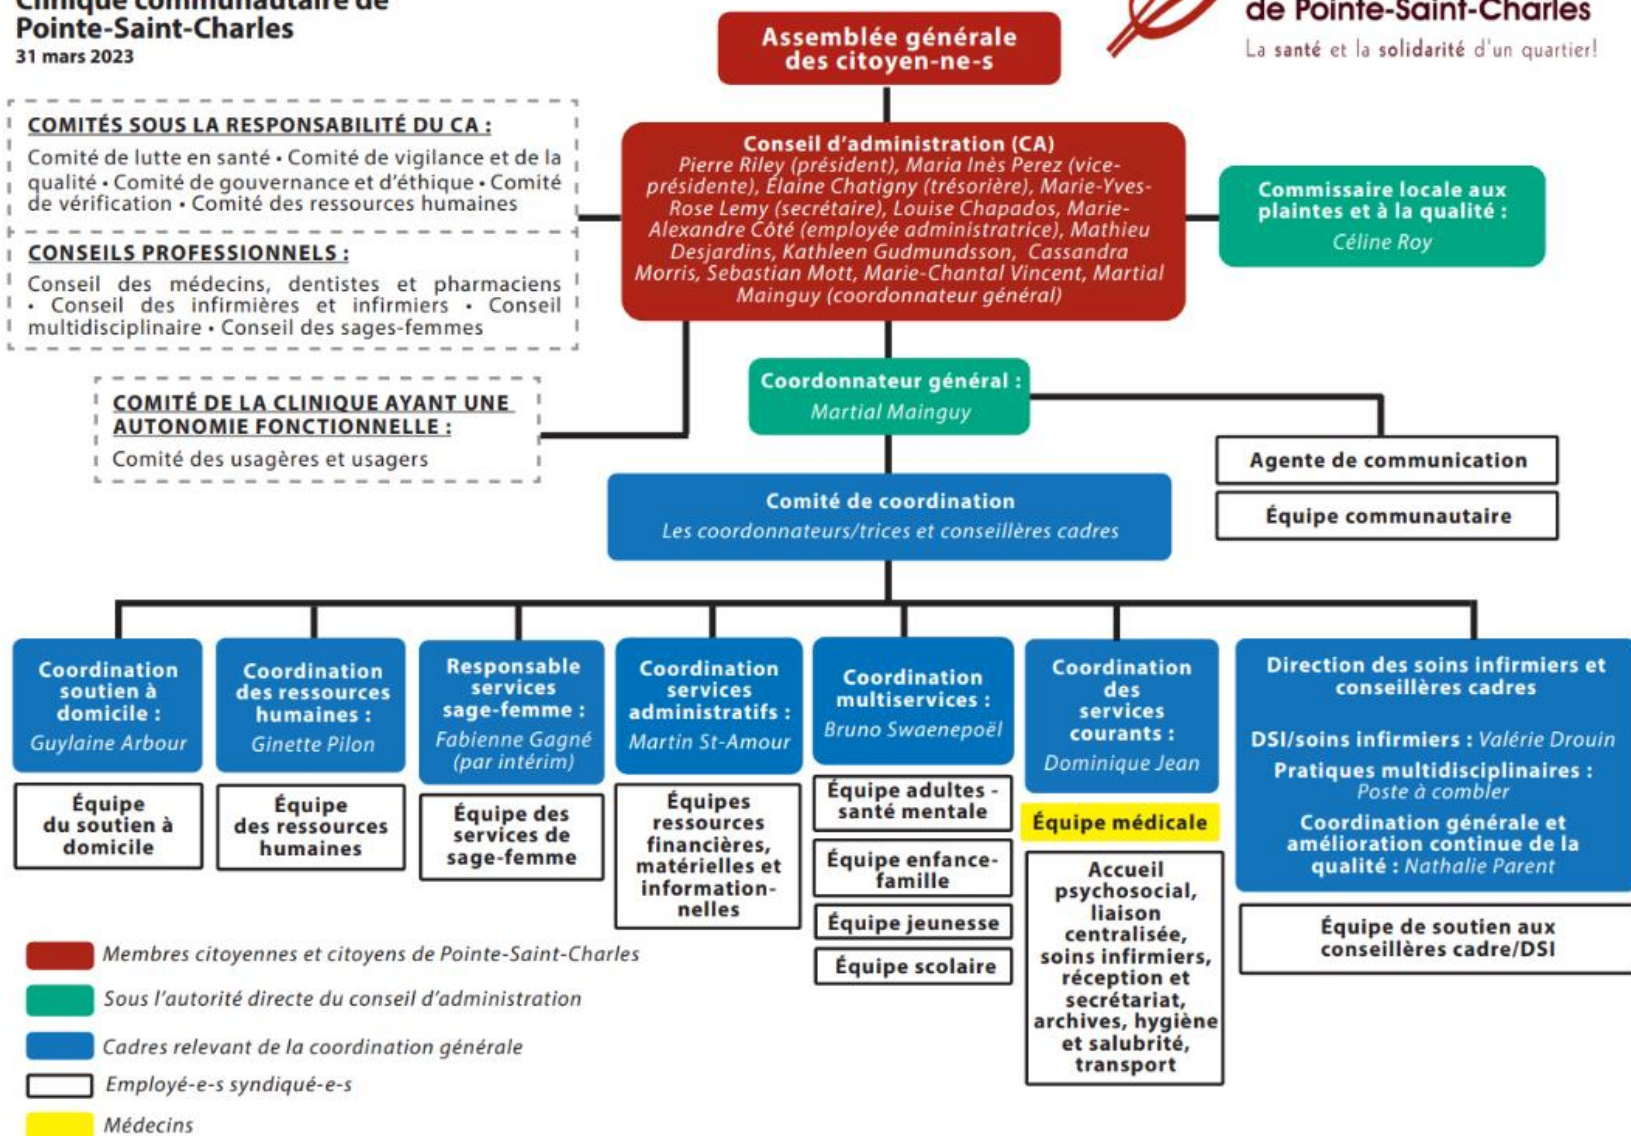 Clinique communautaire de
Pointe-Saint-Charles
31 mars 2023
de Pointe-Saint-Charles
La santé et la solidarité d'un quartier!
Assemblée générale
des citoyen-ne-s
COMITÉS SOUS LA RESPONSABILITÉ DU CA :
Comité de lutte en santé • Comité de vigilance et de la
qualité • Comité de gouvernance et d'éthique • Comité
de vérification • Comité des ressources humaines
CONSEILS PROFESSIONNELS :
Conseil des médecins, dentistes et pharmaciens
• Conseil des infirmières et infirmiers • Conseil
multidisciplinaire • Conseil des sages-femmes
Conseil d'administration (CA)
Pierre Riley (président), Maria Inès Perez (vice-
présidente), Élaine Chatigny (trésorière), Marie-Yves-
Rose Lemy (secrétaire), Louise Chapados, Marie-
Alexandre Côté (employée administratrice), Mathieu
Desjardins, Kathleen Gudmundsson, Cassandra
Morris, Sebastian Mott, Marie-Chantal Vincent, Martial
Mainguy (coordonnateur général)
Commissaire locale aux
plaintes et à la qualité :
Céline Roy
COMITÉ DE LA CLINIQUE AYANT UNE
AUTONOMIE FONCTIONNELLE :
Comité des usagères et usagers
Coordonnateur général :
Martial Mainguy
Agente de communication
Équipe communautaire
Comité de coordination
Les coordonnateurs/trices et conseillères cadres
Coordination
soutien à
domicile :
Guylaine Arbour
Équipe
du soutien à
domicile
Coordination
des ressources
humaines :
Ginette Pilon
Équipe
des ressources
humaines
Responsable
services
sage-femme :
Fabienne Gagné
(par intérim)
Équipe des
services de
sage-femme
Coordination
services
administratifs :
Martin St-Amour
Équipes
ressources
financières,
matérielles et
information-
nelles
Coordination
multiservices :
Bruno Swaenepoël
Équipe adultes -
santé mentale
Équipe enfance-
famille
Équipe jeunesse
Équipe scolaire
Coordination
des
services
courants :
Dominique Jean
Équipe médicale
Accueil
psychosocial,
liaison
centralisée,
soins infirmiers,
réception et
secrétariat,
archives, hygiène
et salubrité,
transport
Direction des soins infirmiers et
conseillères cadres
DSI/soins infirmiers : Valérie Drouin
Pratiques multidisciplinaires :
Poste à combler
Coordination générale et
amélioration continue de la
qualité : Nathalie Parent
Équipe de soutien aux
conseillères cadre/DSI
Membres citoyennes et citoyens de Pointe-Saint-Charles
Sous l'autorité directe du conseil d'administration
Cadres relevant de la coordination générale
Employé-e-s syndiqué-e-s
Médecins